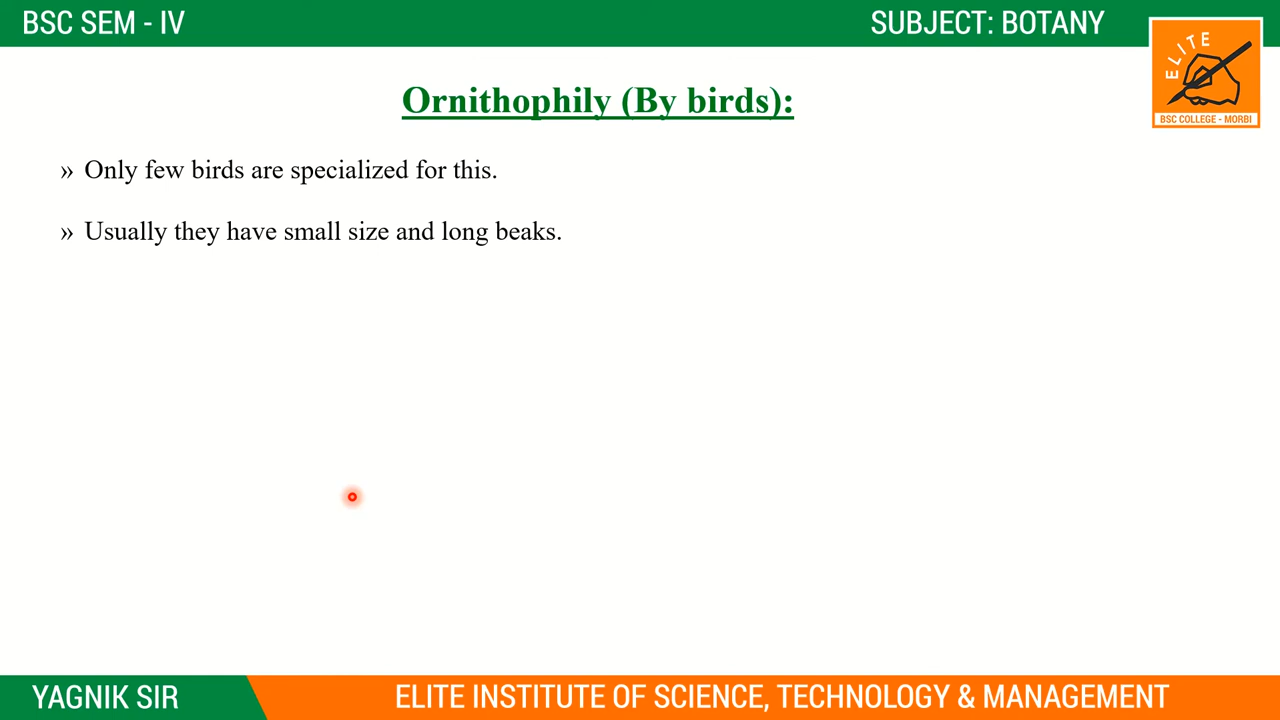 BSC SEM - IV
SUBJECT: BOTANY
ELITE
BSC COLLEGE - MORBI
Ornithophily (By birds):
» Only few birds are specialized for this.
» Usually they have small size and long beaks.
YAGNIK SIR
ELITE INSTITUTE OF SCIENCE, TECHNOLOGY & MANAGEMENT